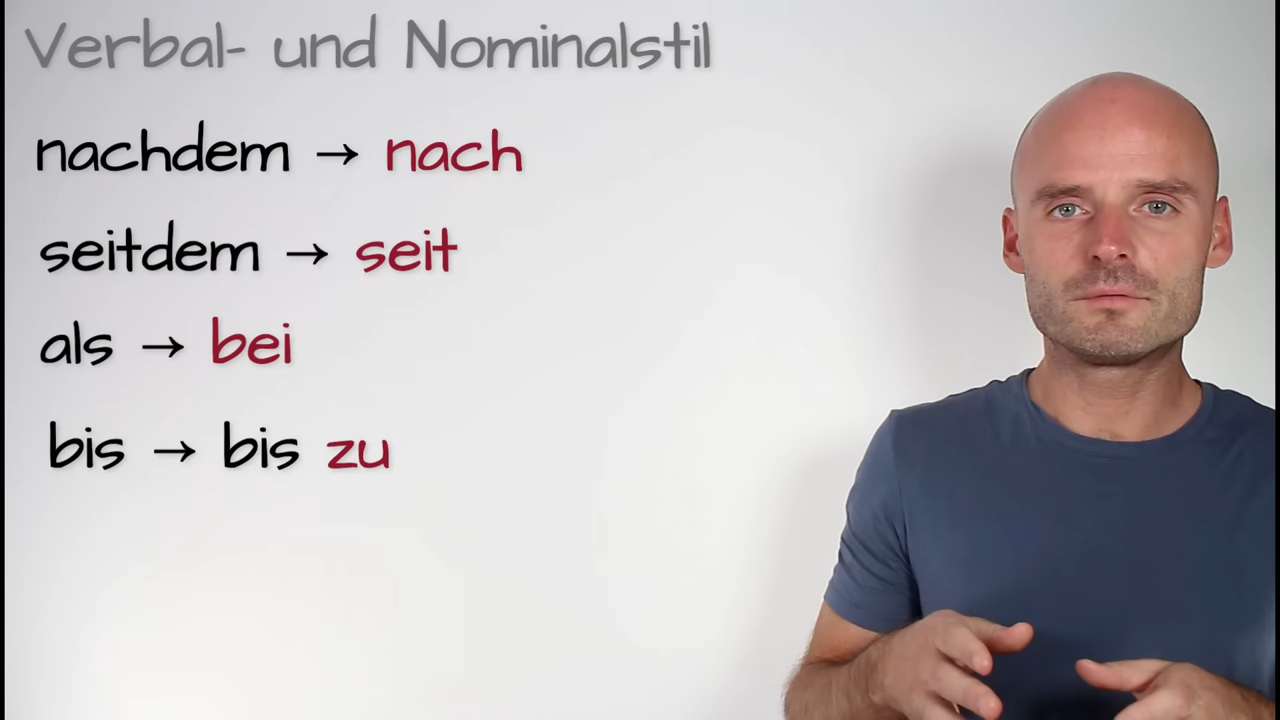 Verbal- und Nominalstil
nachdem → nach
seitdem → seit
als → bei
bis → bis zu